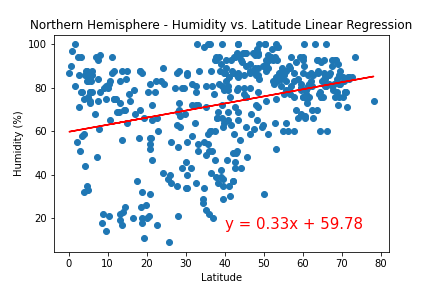 Northern Hemisphere - Humidity vs. Latitude Linear Regression
Humidity (%)
100
80
60
40
20
y = 0.33x + 59.78
0 10 20 30 40 50 60 70 80
Latitude